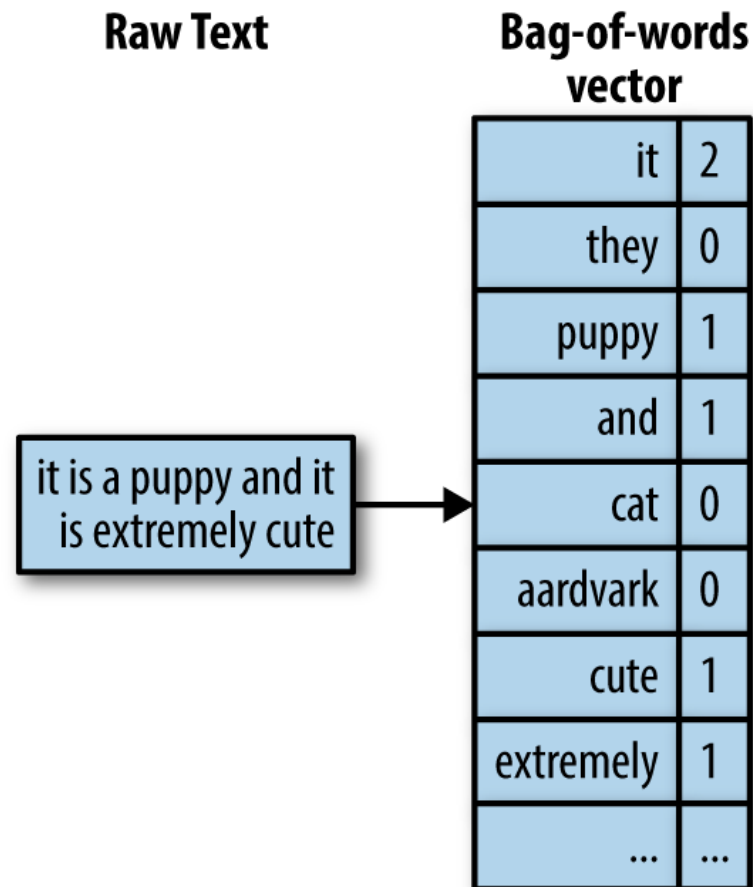 Raw Text
Bag-of-words
vector
it 2
they 0
puppy 1
and 1
it is a puppy and it
is extremely cute
cat 0
aardvark 0
cute 1
extremely 1
... ...